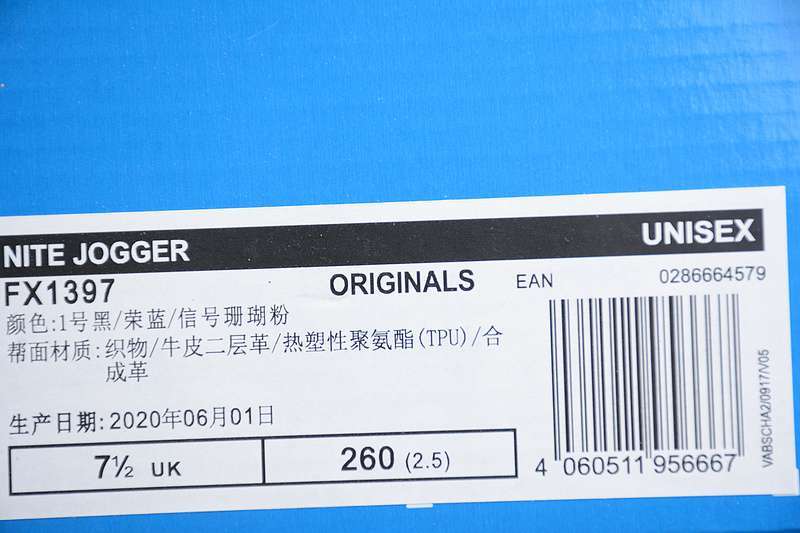 NITE JOGGER UNISEX
FX1397 ORIGINALS EAN 0286664579
颜色:1号黑/荣蓝/信号珊瑚粉
帮面材质:织物/牛皮二层革/热塑性聚氨酯(TPU)/合
成革
生产日期:2020年06月01日
7½ UK 260 (2.5)
4 060511 956667
VABSCHA2/0917/V05